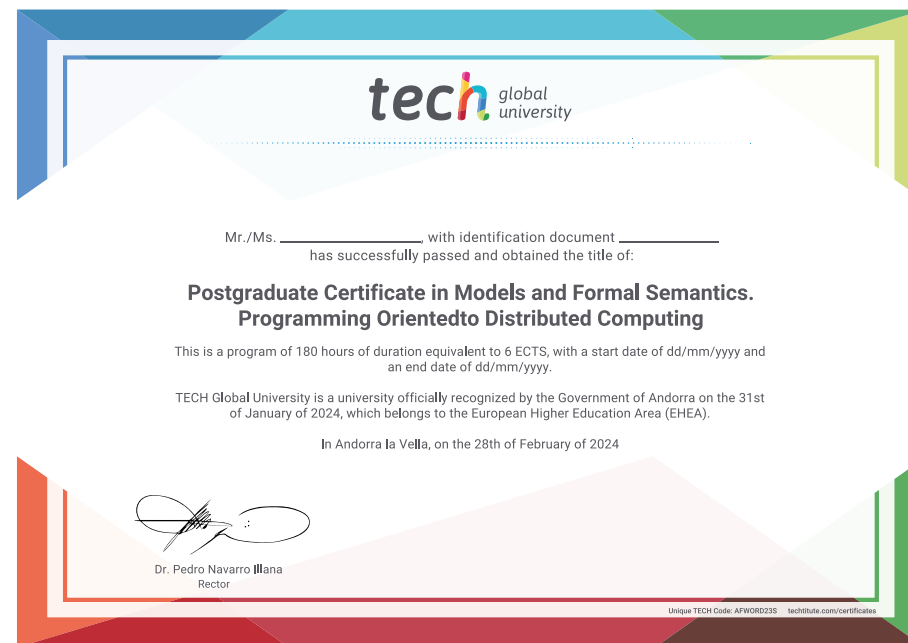 tech global university
Mr./Ms. ____________, with identification document ____________
has successfully passed and obtained the title of:
Postgraduate Certificate in Models and Formal Semantics.
Programming Orientedto Distributed Computing
This is a program of 180 hours of duration equivalent to 6 ECTS, with a start date of dd/mm/yyyy and
an end date of dd/mm/yyyy.
TECH Global University is a university officially recognized by the Government of Andorra on the 31st
of January of 2024, which belongs to the European Higher Education Area (EHEA).
In Andorra la Vella, on the 28th of February of 2024
Dr. Pedro Navarro Illana
Rector
Unique TECH Code: AFWORD23S techtitute.com/certificates